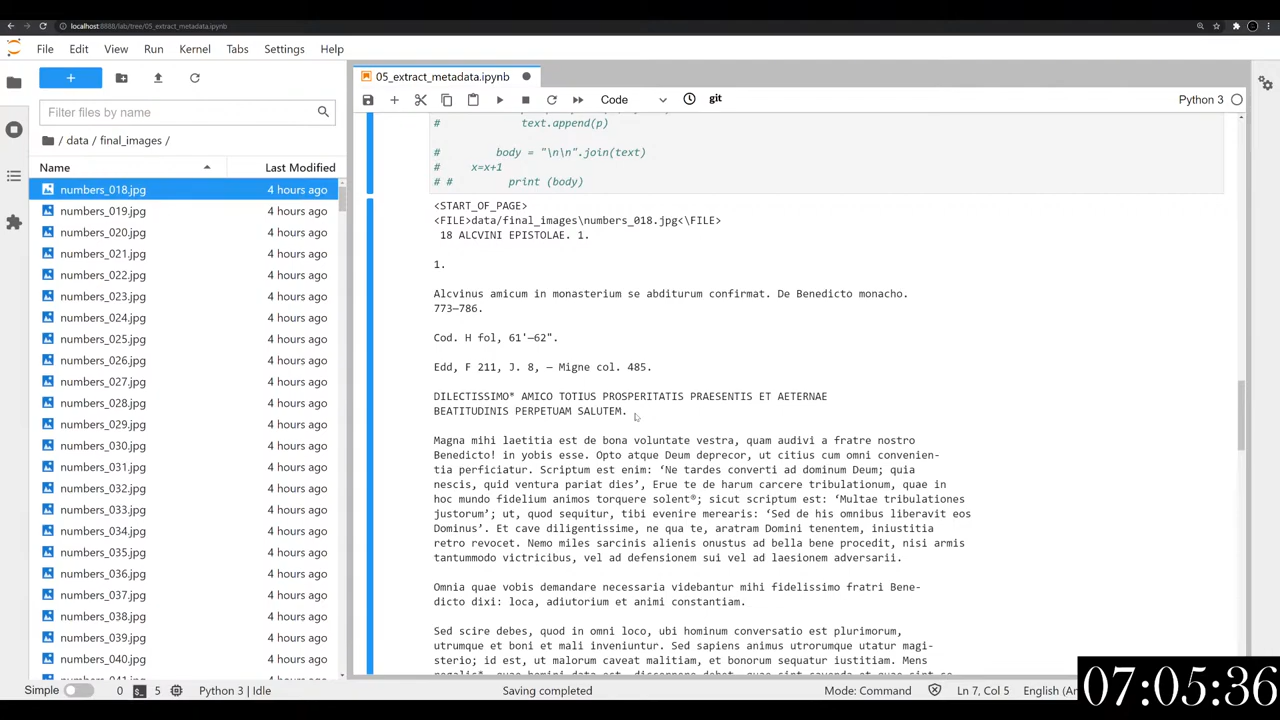 localhost:8888/lab/tree/05_extract_metadata.ipynb
File Edit View Run Kernel Tabs Settings Help
05_extract_metadata.ipynb
Code
git
Python 3
Filter files by name
/ data / final_images /
Name Last Modified
numbers_018.jpg 4 hours ago
numbers_019.jpg 4 hours ago
numbers_020.jpg 4 hours ago
numbers_021.jpg 4 hours ago
numbers_022.jpg 4 hours ago
numbers_023.jpg 4 hours ago
numbers_024.jpg 4 hours ago
numbers_025.jpg 4 hours ago
numbers_026.jpg 4 hours ago
numbers_027.jpg 4 hours ago
numbers_028.jpg 4 hours ago
numbers_029.jpg 4 hours ago
numbers_030.jpg 4 hours ago
numbers_031.jpg 4 hours ago
numbers_032.jpg 4 hours ago
numbers_033.jpg 4 hours ago
numbers_034.jpg 4 hours ago
numbers_035.jpg 4 hours ago
numbers_036.jpg 4 hours ago
numbers_037.jpg 4 hours ago
numbers_038.jpg 4 hours ago
numbers_039.jpg 4 hours ago
numbers_040.jpg 4 hours ago
# text.append(p)
# body = "\n\n".join(text)
# x=x+1
# # print (body)
<START_OF_PAGE>
<FILE>data/final_images\numbers_018.jpg<\FILE>
18 ALCVINI EPISTOLAE. 1.
1.
Alcvinus amicum in monasterium se abditurum confirmat. De Benedicto monacho.
773—786.
Cod. H fol, 61'—62".
Edd, F 211, J. 8, — Migne col. 485.
DILECTISSIMO* AMICO TOTIUS PROSPERITATIS PRAESENTIS ET AETERNAE
BEATITUDINIS PERPETUAM SALUTEM.
Magna mihi laetitia est de bona voluntate vestra, quam audivi a fratre nostro
Benedicto! in yobis esse. Opto atque Deum deprecor, ut citius cum omni convenien-
tia perficiatur. Scriptum est enim: ‘Ne tardes converti ad dominum Deum; quia
nescis, quid ventura pariat dies’, Erue te de harum carcere tribulationum, quae in
hoc mundo fidelium animos torquere solent®; sicut scriptum est: ‘Multae tribulationes
justorum’; ut, quod sequitur, tibi evenire merearis: ‘Sed de his omnibus liberavit eos
Dominus’. Et cave diligentissime, ne qua te, aratram Domini tenentem, iniustitia
retro revocet. Nemo miles sarcinis alienis onustus ad bella bene procedit, nisi armis
tantummodo victricibus, vel ad defensionem sui vel ad laesionem adversarii.
Omnia quae vobis demandare necessaria videbantur mihi fidelissimo fratri Bene-
dicto dixi: loca, adiutorium et animi constantiam.
Sed scire debes, quod in omni loco, ubi hominum conversatio est plurimorum,
utrumque et boni et mali inveniuntur. Sed sapiens animus utrorumque utatur magi-
sterio; id est, ut malorum caveat malitiam, et bonorum sequatur iustitiam. Mens
Simple 0 5 Python 3 | Idle Saving completed Mode: Command Ln 7, Col 5 English (Am
07:05:36